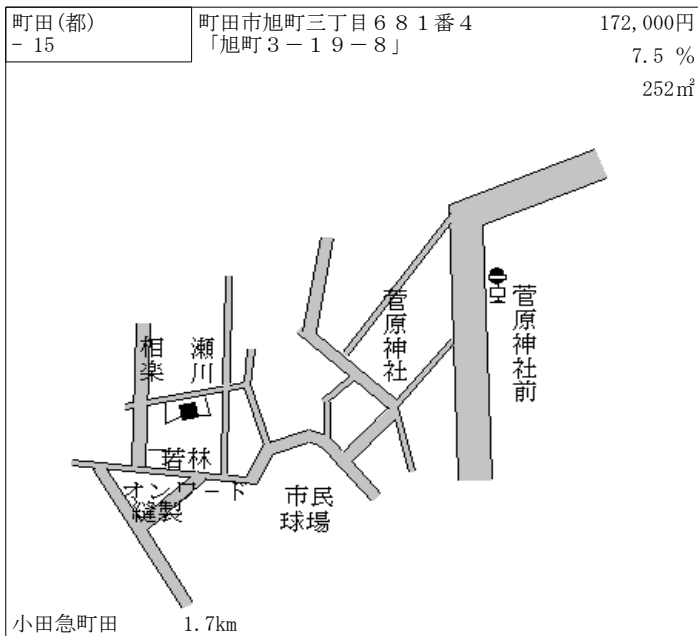 町田(都)
- 15
町田市旭町三丁目６８１番４
「旭町３－１９－８」
172,000円
7.5 %
252㎡
菅原神社
菅原神社前
相楽
瀬川
若林
オンワード
縫製
市民
球場
小田急町田 1.7km